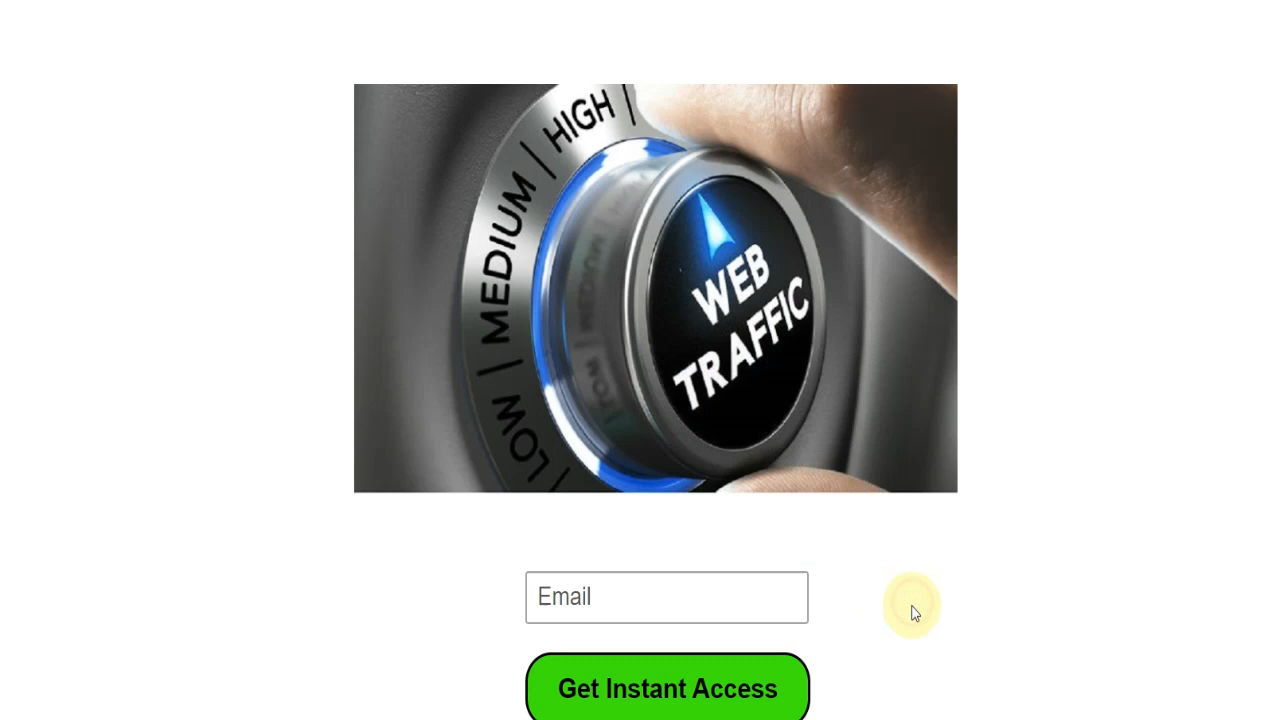 HIGH |
MEDIUM |
LOW |
WEB
TRAFFIC
Email
Get Instant Access